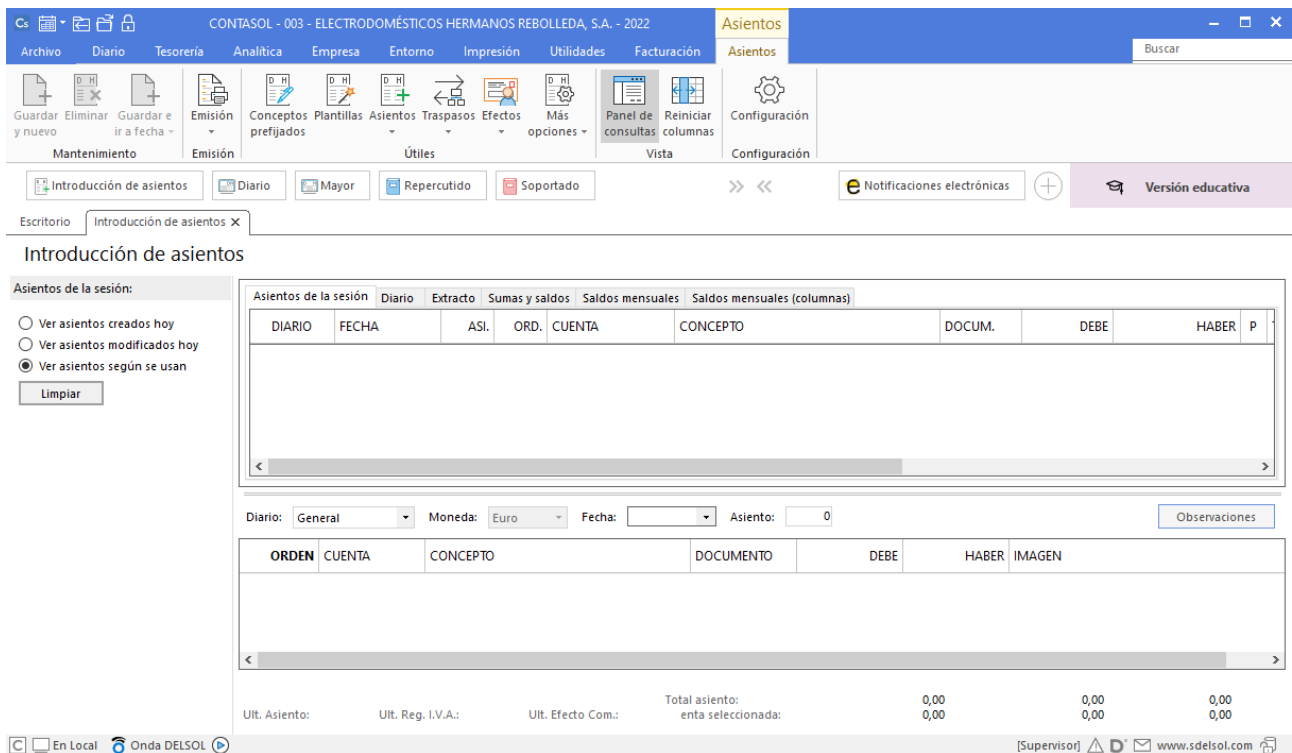 Cs CONTASOL - 003 - ELECTRODOMÉSTICOS HERMANOS REBOLLEDA, S.A. - 2022 Asientos
Archivo Diario Tesorería Analítica Empresa Entorno Impresión Utilidades Facturación Asientos Buscar
Guardar y nuevo
Eliminar
Guardar e ir a fecha
Emisión
Conceptos prefijados
Plantillas
Asientos
Traspasos
Efectos
Más opciones
Panel de consultas
Reiniciar columnas
Configuración
Mantenimiento Emisión Útiles Vista Configuración
Introducción de asientos Diario Mayor Repercutido Soportado Notificaciones electrónicas Versión educativa
Escritorio Introducción de asientos
Introducción de asientos
Asientos de la sesión:
Ver asientos creados hoy
Ver asientos modificados hoy
Ver asientos según se usan
Limpiar
Asientos de la sesión Diario Extracto Sumas y saldos Saldos mensuales Saldos mensuales (columnas)
DIARIO FECHA ASI. ORD. CUENTA CONCEPTO DOCUM. DEBE HABER P
Diario: General Moneda: Euro Fecha: Asiento: 0 Observaciones
ORDEN CUENTA CONCEPTO DOCUMENTO DEBE HABER IMAGEN
Total asiento: 0,00 0,00 0,00
Ult. Asiento: Ult. Reg. I.V.A.: Ult. Efecto Com.: enta seleccionada: 0,00 0,00 0,00
C En Local Onda DELSOL [Supervisor] D www.sdelsol.com